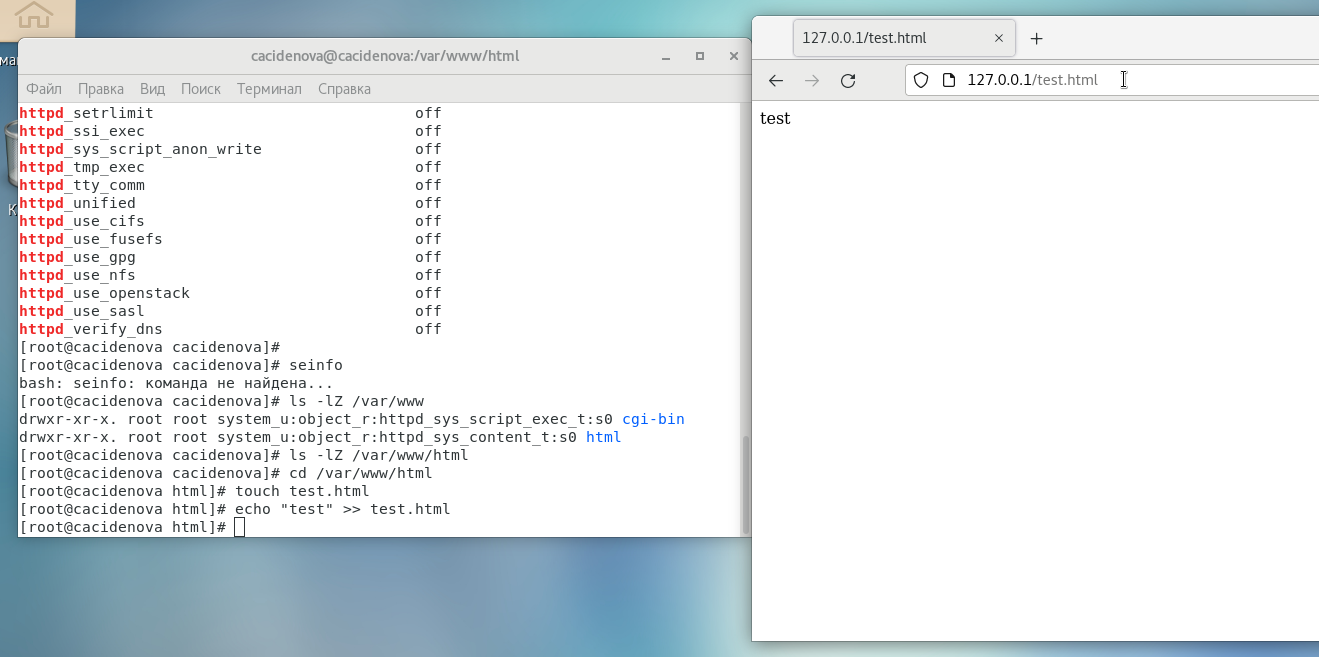 cacidenova@cacidenova:/var/www/html
Файл Правка Вид Поиск Терминал Справка
httpd_setrlimit off
httpd_ssi_exec off
httpd_sys_script_anon_write off
httpd_tmp_exec off
httpd_tty_comm off
httpd_unified off
httpd_use_cifs off
httpd_use_fusefs off
httpd_use_gpg off
httpd_use_nfs off
httpd_use_openstack off
httpd_use_sasl off
httpd_verify_dns off
[root@cacidenova cacidenova]#
[root@cacidenova cacidenova]# seinfo
bash: seinfo: команда не найдена...
[root@cacidenova cacidenova]# ls -lZ /var/www
drwxr-xr-x. root root system_u:object_r:httpd_sys_script_exec_t:s0 cgi-bin
drwxr-xr-x. root root system_u:object_r:httpd_sys_content_t:s0 html
[root@cacidenova cacidenova]# ls -lZ /var/www/html
[root@cacidenova cacidenova]# cd /var/www/html
[root@cacidenova html]# touch test.html
[root@cacidenova html]# echo "test" >> test.html
[root@cacidenova html]#
127.0.0.1/test.html
127.0.0.1/test.html
test